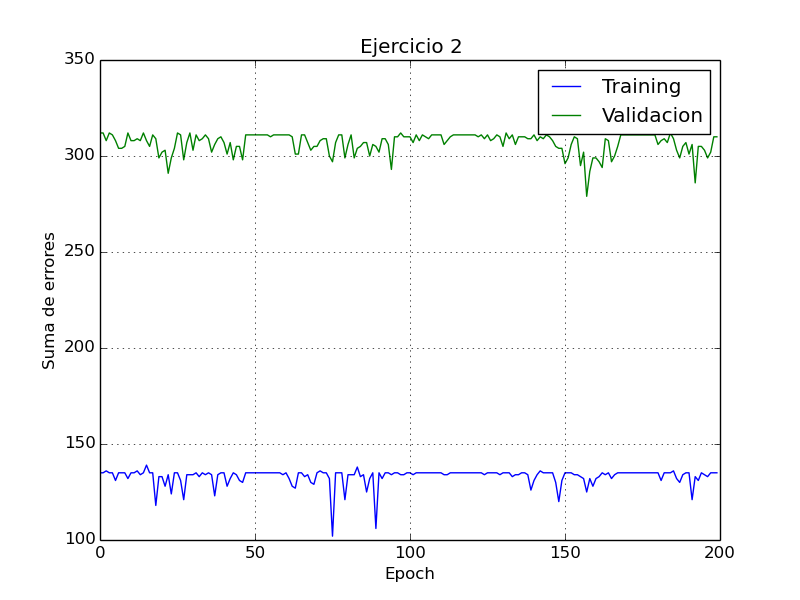 Ejercicio 2
350
300
250
200
150
100
Suma de errores
Training
Validacion
0 50 100 150 200
Epoch